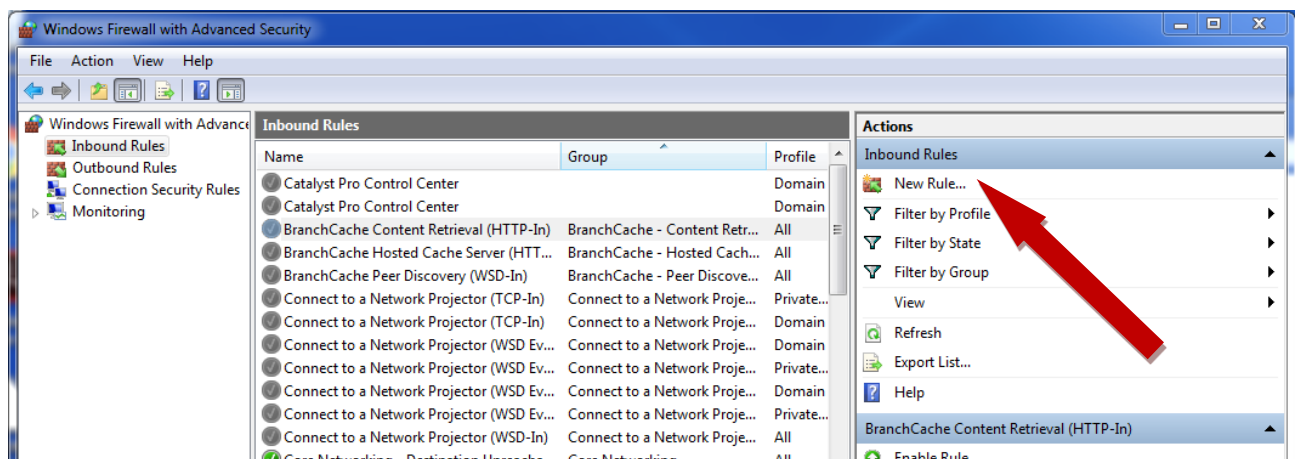 Windows Firewall with Advanced Security
File Action View Help
Windows Firewall with Advance
Inbound Rules
Outbound Rules
Connection Security Rules
Monitoring
Inbound Rules
Name Group Profile
Catalyst Pro Control Center Domain
Catalyst Pro Control Center Domain
BranchCache Content Retrieval (HTTP-In) BranchCache - Content Retr... All
BranchCache Hosted Cache Server (HTT... BranchCache - Hosted Cach... All
BranchCache Peer Discovery (WSD-In) BranchCache - Peer Discove... All
Connect to a Network Projector (TCP-In) Connect to a Network Proje... Private...
Connect to a Network Projector (TCP-In) Connect to a Network Proje... Domain
Connect to a Network Projector (WSD Ev... Connect to a Network Proje... Domain
Connect to a Network Projector (WSD Ev... Connect to a Network Proje... Private...
Connect to a Network Projector (WSD Ev... Connect to a Network Proje... Domain
Connect to a Network Projector (WSD Ev... Connect to a Network Proje... Private...
Connect to a Network Projector (WSD-In) Connect to a Network Proje... All
Core Networking - Destination Unreacha... Core Networking All
Actions
Inbound Rules
New Rule...
Filter by Profile
Filter by State
Filter by Group
View
Refresh
Export List...
Help
BranchCache Content Retrieval (HTTP-In)
Enable Rule